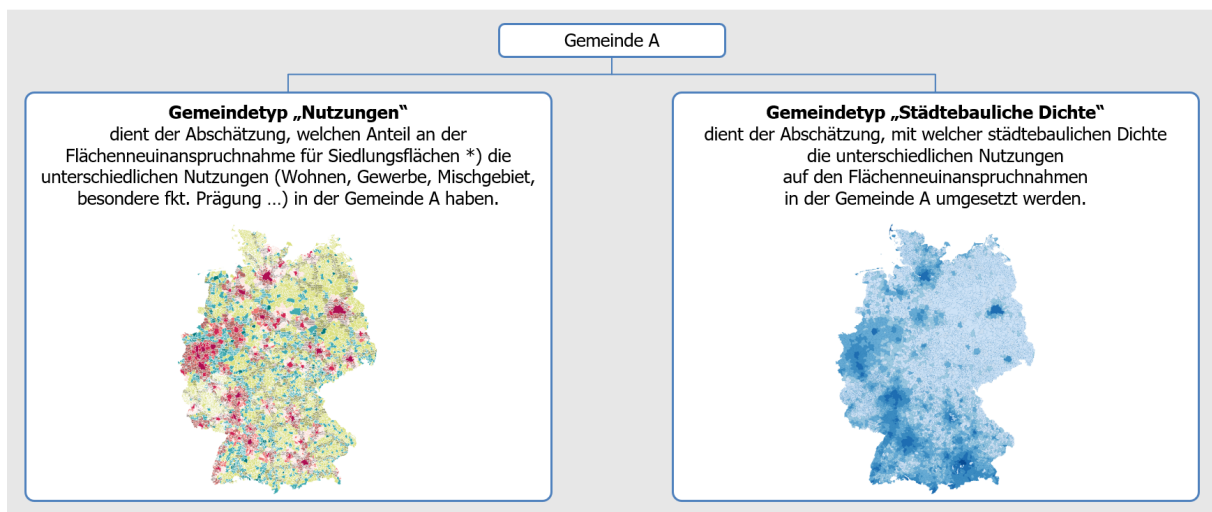 Gemeinde A
Gemeindetyp „Nutzungen“
dient der Abschätzung, welchen Anteil an der
Flächenneuinanspruchnahme für Siedlungsflächen *) die
unterschiedlichen Nutzungen (Wohnen, Gewerbe, Mischgebiet,
besondere fkt. Prägung ...) in der Gemeinde A haben.
Gemeindetyp „Städtebauliche Dichte“
dient der Abschätzung, mit welcher städtebaulichen Dichte
die unterschiedlichen Nutzungen
auf den Flächenneuinanspruchnahmen
in der Gemeinde A umgesetzt werden.